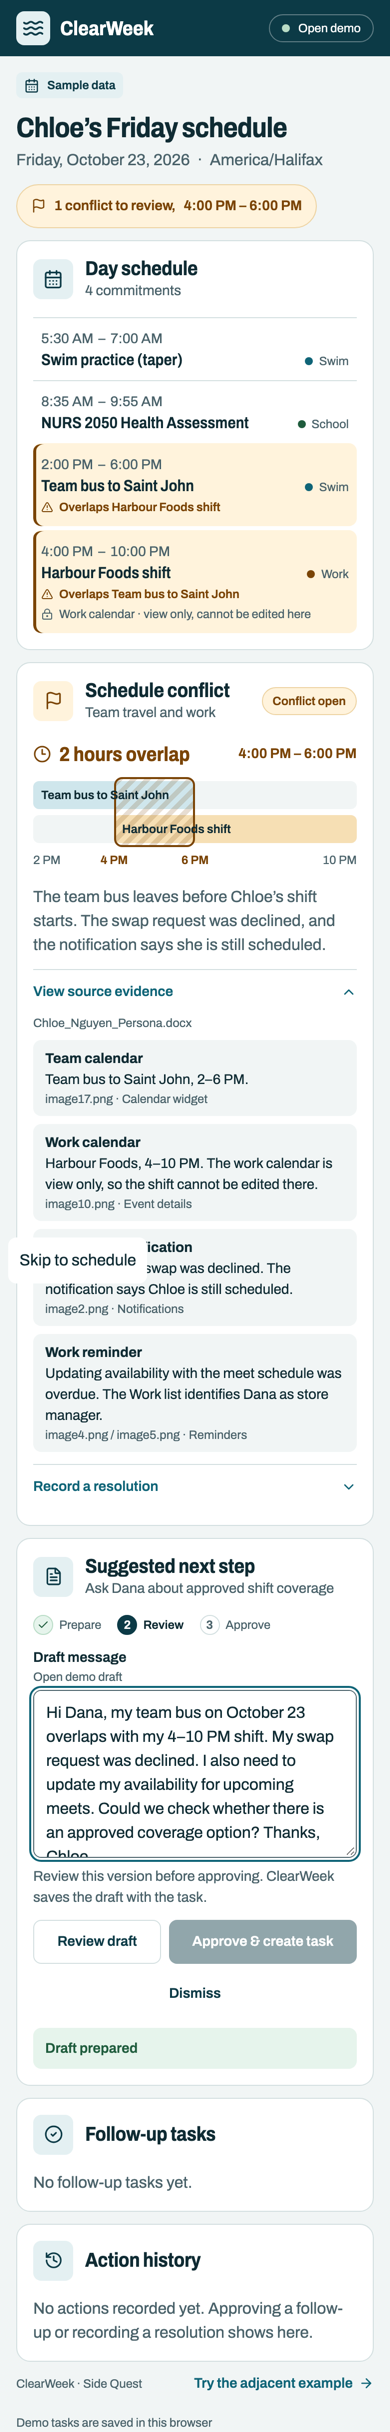 ClearWeek
Open demo
Sample data
Chloe’s Friday schedule
Friday, October 23, 2026 · America/Halifax
1 conflict to review, 4:00 PM – 6:00 PM
Day schedule
4 commitments
5:30 AM – 7:00 AM
Swim practice (taper)
Swim
8:35 AM – 9:55 AM
NURS 2050 Health Assessment
School
2:00 PM – 6:00 PM
Team bus to Saint John
Swim
Overlaps Harbour Foods shift
4:00 PM – 10:00 PM
Harbour Foods shift
Work
Overlaps Team bus to Saint John
Work calendar · view only, cannot be edited here
Schedule conflict
Team travel and work
Conflict open
2 hours overlap
4:00 PM – 6:00 PM
Team bus to Saint John
Harbour Foods shift
2 PM 4 PM 6 PM 10 PM
The team bus leaves before Chloe’s shift
starts. The swap request was declined, and
the notification says she is still scheduled.
View source evidence
Chloe_Nguyen_Persona.docx
Team calendar
Team bus to Saint John, 2–6 PM.
image17.png · Calendar widget
Work calendar
Harbour Foods, 4–10 PM. The work calendar is
view only, so the shift cannot be edited there.
image10.png · Event details
Skip to schedule
swap was declined. The
notification says Chloe is still scheduled.
image2.png · Notifications
Work reminder
Updating availability with the meet schedule was
overdue. The Work list identifies Dana as store
manager.
image4.png / image5.png · Reminders
Record a resolution
Suggested next step
Ask Dana about approved shift coverage
Prepare 2 Review 3 Approve
Draft message
Open demo draft
Hi Dana, my team bus on October 23
overlaps with my 4–10 PM shift. My swap
request was declined. I also need to
update my availability for upcoming
meets. Could we check whether there is
an approved coverage option? Thanks,
Chloe
Review this version before approving. ClearWeek
saves the draft with the task.
Review draft
Approve & create task
Dismiss
Draft prepared
Follow-up tasks
No follow-up tasks yet.
Action history
No actions recorded yet. Approving a follow-
up or recording a resolution shows here.
ClearWeek · Side Quest
Try the adjacent example →
Demo tasks are saved in this browser